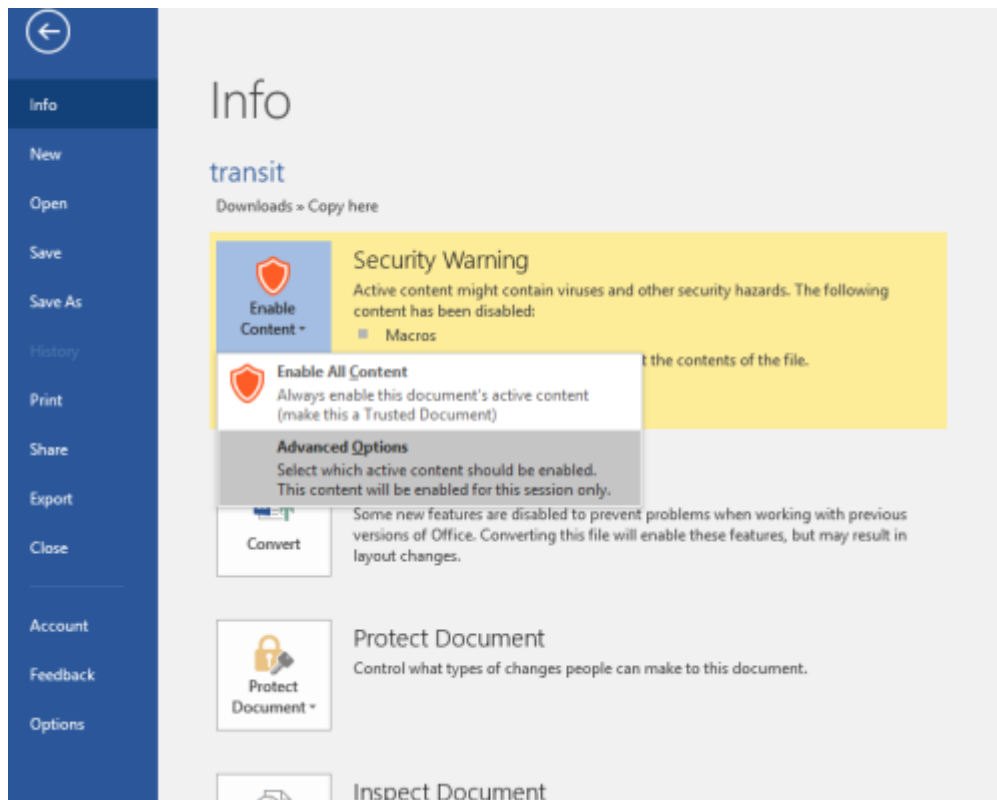 Info
New
Open
Save
Save As
History
Print
Share
Export
Close
Account
Feedback
Options
Info
transit
Downloads » Copy here
Enable
Content
Security Warning
Active content might contain viruses and other security hazards. The following
content has been disabled:
Macros
t the contents of the file.
Enable All Content
Always enable this document's active content
(make this a Trusted Document)
Advanced Options
Select which active content should be enabled.
This content will be enabled for this session only.
Convert
Some new features are disabled to prevent problems when working with previous
versions of Office. Converting this file will enable these features, but may result in
layout changes.
Protect
Document
Protect Document
Control what types of changes people can make to this document.
Inspect Document